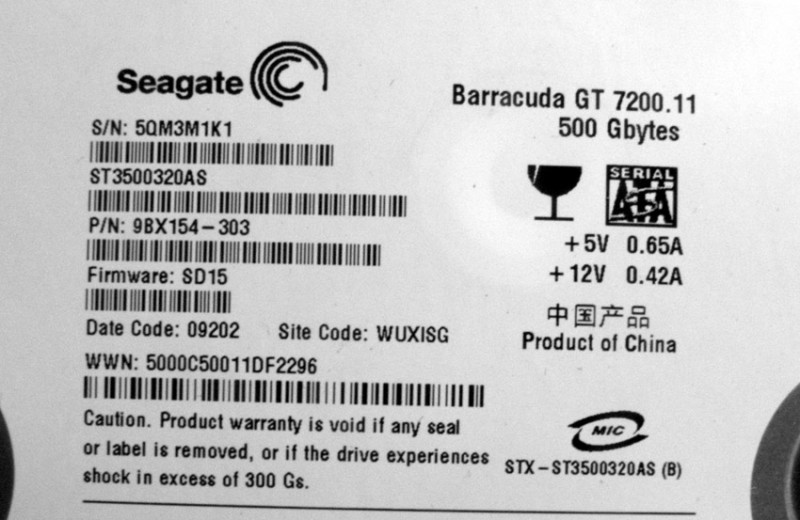 Seagate
S/N: 5QM3M1K1
ST3500320AS
P/N: 9BX154-303
Firmware: SD15
Date Code: 09202 Site Code: WUXISG
WWN: 5000C50011DF2296
Caution. Product warranty is void if any seal
or label is removed, or if the drive experiences
shock in excess of 300 Gs.
Barracuda GT 7200.11
500 Gbytes
SERIAL
ATA
+5V 0.65A
+12V 0.42A
中国产品
Product of China
MIC
STX-ST3500320AS (B)